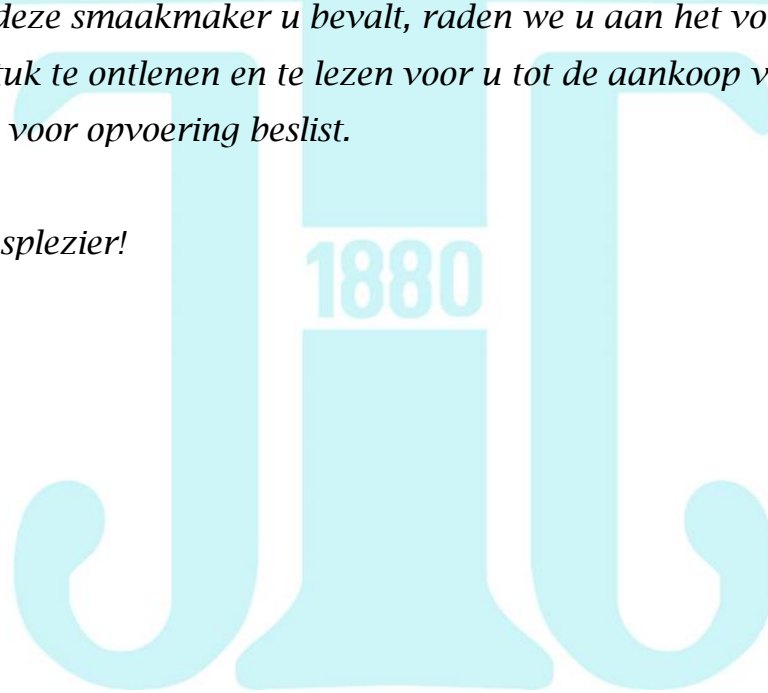 deze smaakmaker u bevalt, raden we u aan het vo
tuk te ontlenen en te lezen voor u tot de aankoop v
voor opvoering beslist.
splezier!
1880